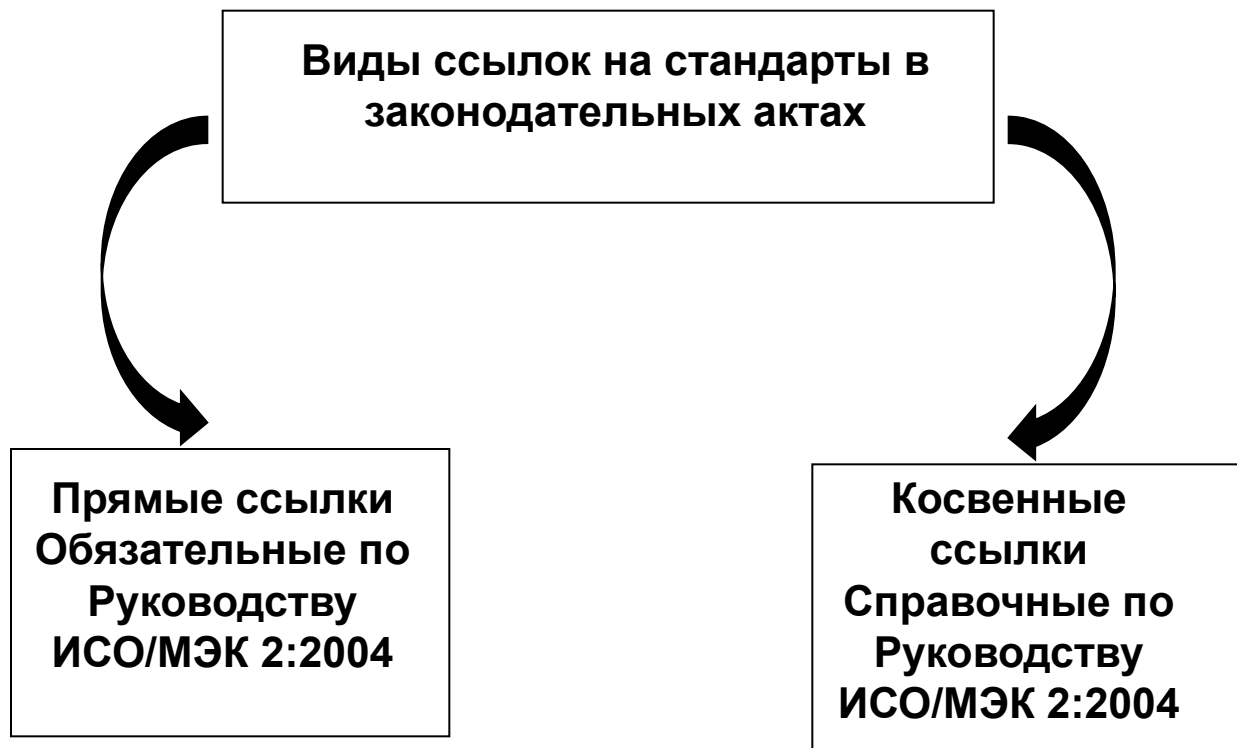 Виды ссылок на стандарты в
законодательных актах
Прямые ссылки
Обязательные по
Руководству
ИСО/МЭК 2:2004
Косвенные
ссылки
Справочные по
Руководству
ИСО/МЭК 2:2004